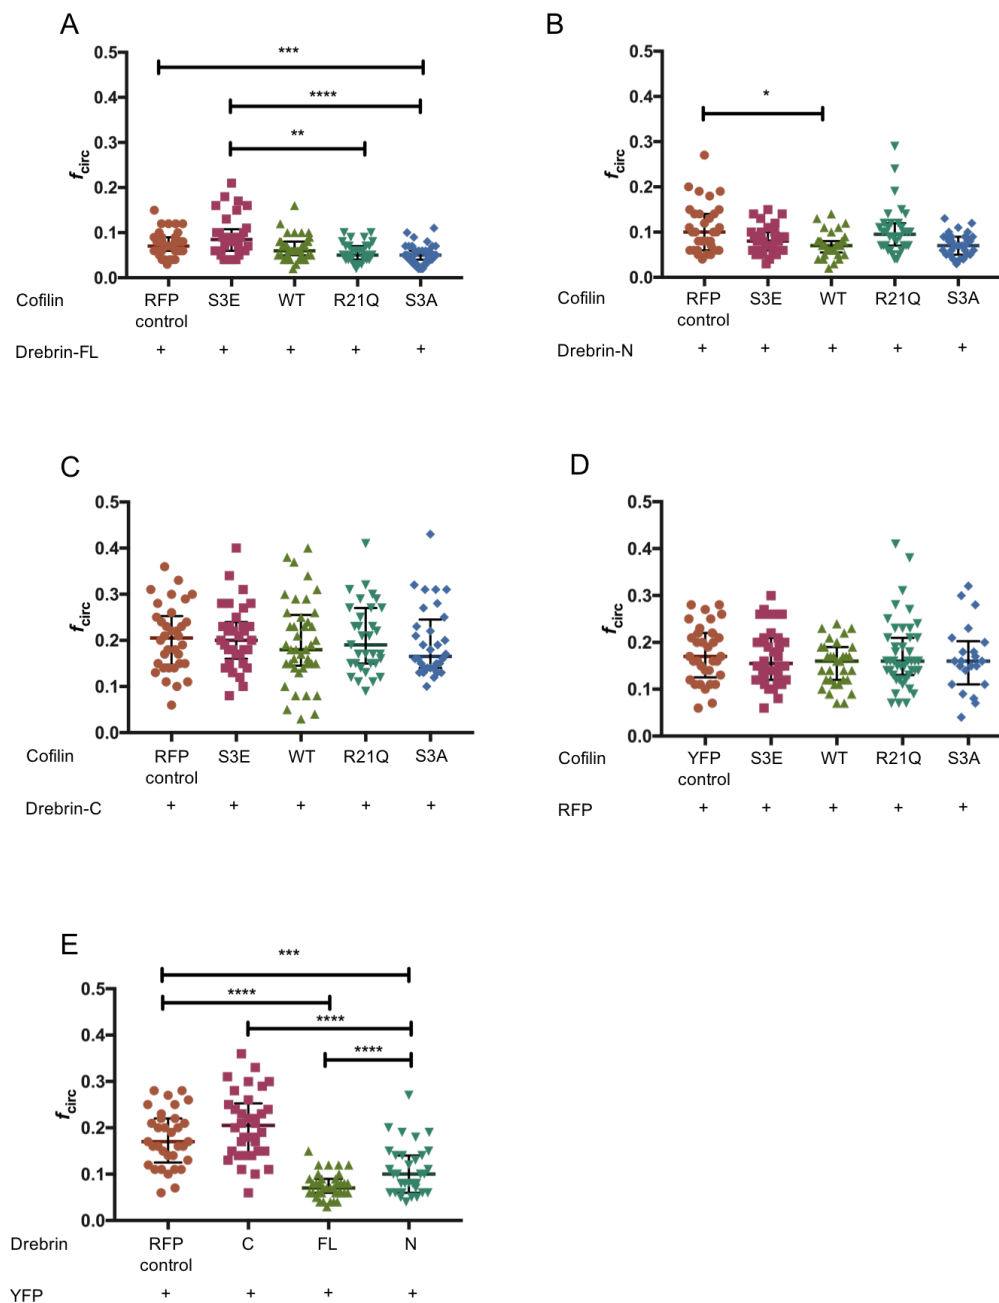 A
***
****
**
0.5
0.4
0.3
0.2
0.1
0.0
fcirc
Cofilin RFP control S3E WT R21Q S3A
Drebrin-FL + + + + +
B
*
0.5
0.4
0.3
0.2
0.1
0.0
fcirc
Cofilin RFP control S3E WT R21Q S3A
Drebrin-N + + + + +
C
0.5
0.4
0.3
0.2
0.1
0.0
fcirc
Cofilin RFP control S3E WT R21Q S3A
Drebrin-C + + + + +
D
0.5
0.4
0.3
0.2
0.1
0.0
fcirc
Cofilin YFP control S3E WT R21Q S3A
RFP + + + + +
E
***
****
****
****
0.5
0.4
0.3
0.2
0.1
0.0
fcirc
Drebrin RFP control C FL N
YFP + + + +